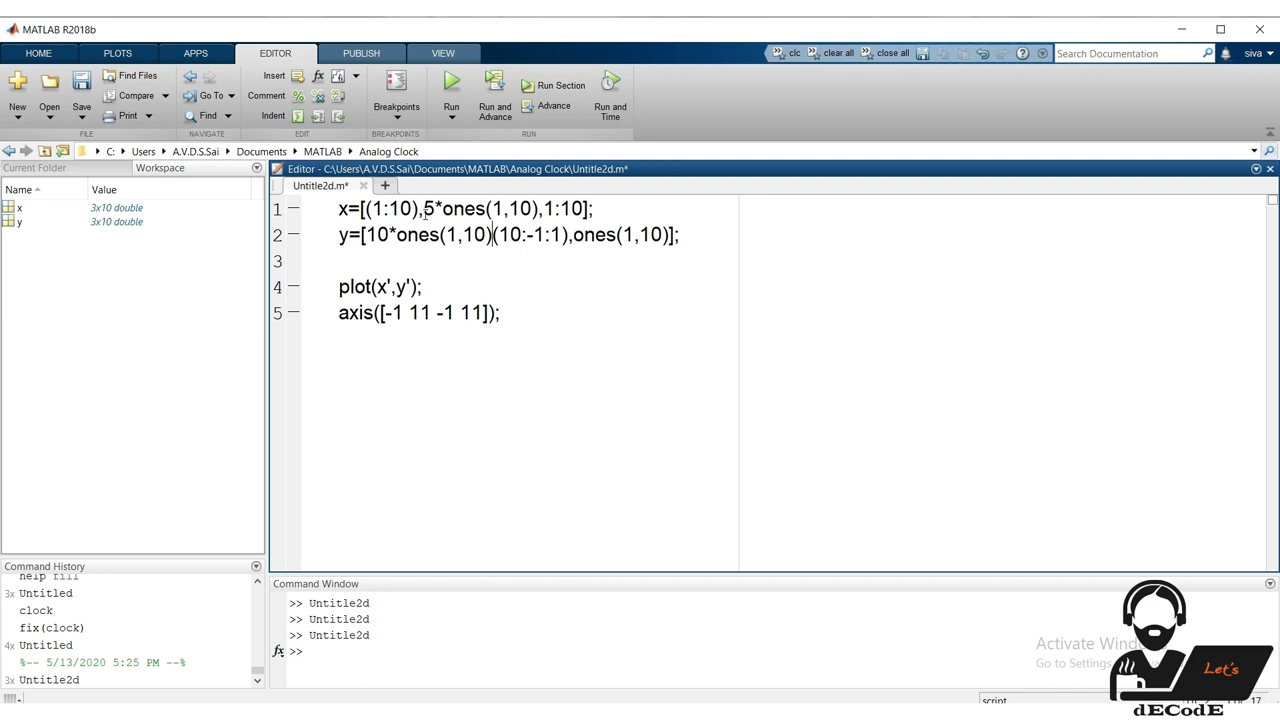 MATLAB R2018b
HOME PLOTS APPS EDITOR PUBLISH VIEW clc clear all close all Search Documentation siva
New Open Save Find Files Compare Print Go To Find Insert Comment Indent Breakpoints Run Run and Advance Run Section Advance Run and Time
FILE NAVIGATE EDIT BREAKPOINTS RUN
C: Users A.V.D.S.Sai Documents MATLAB Analog Clock
Current Folder Workspace
Name Value
x 3x10 double
y 3x10 double
Editor - C:\Users\A.V.D.S.Sai\Documents\MATLAB\Analog Clock\Untitle2d.m*
Untitle2d.m*
1 x=[(1:10),5*ones(1,10),1:10];
2 y=[10*ones(1,10)(10:-1:1),ones(1,10)];
3
4 plot(x',y');
5 axis([-1 11 -1 11]);
Command History
help fill
3x Untitled
clock
fix(clock)
4x Untitled
%-- 5/13/2020 5:25 PM --%
3x Untitle2d
Command Window
>> Untitle2d
>> Untitle2d
>> Untitle2d
fx >>
Activate
Go to
script
17
Let's
dECodE